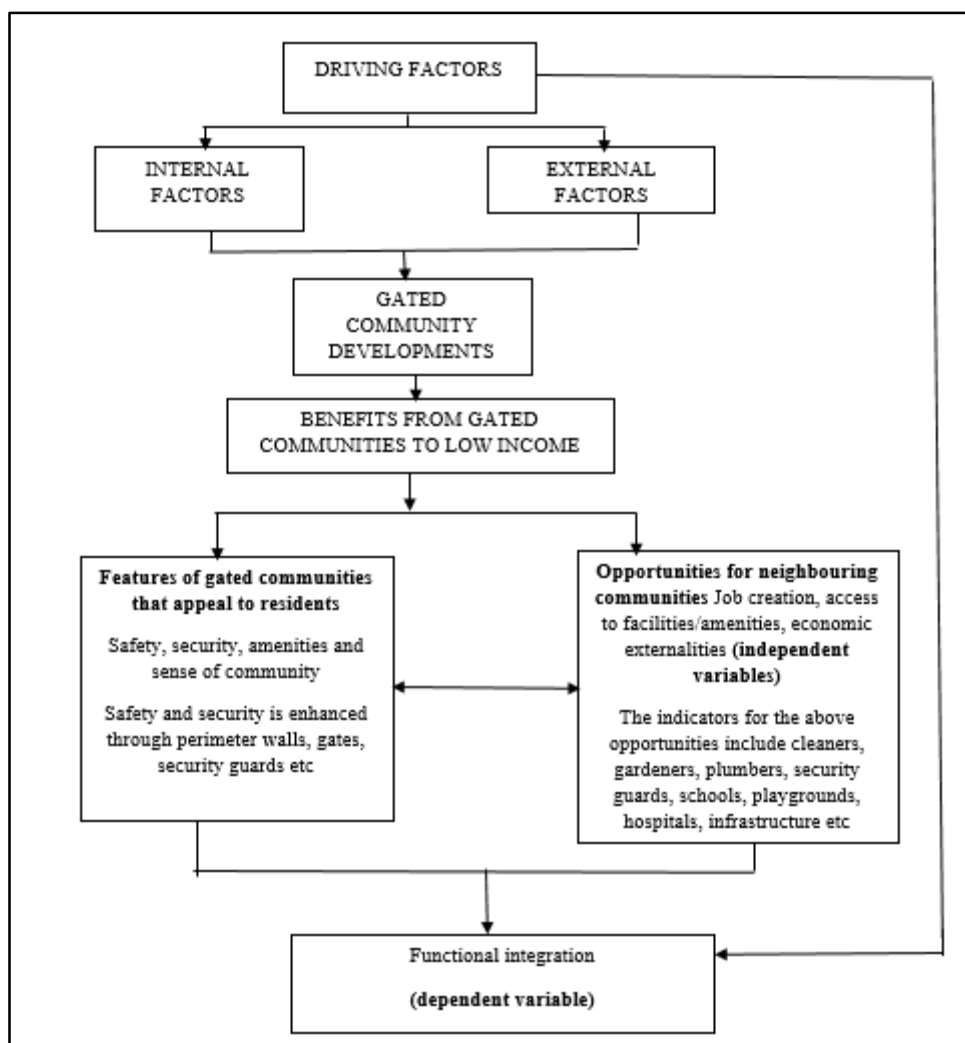 DRIVING FACTORS
INTERNAL
FACTORS
EXTERNAL
FACTORS
GATED
COMMUNITY
DEVELOPMENTS
BENEFITS FROM GATED
COMMUNITIES TO LOW INCOME
Features of gated communities
that appeal to residents
Safety, security, amenities and
sense of community
Safety and security is enhanced
through perimeter walls, gates,
security guards etc
Opportunities for neighbouring
communities Job creation, access
to facilities/amenities, economic
externalities (independent
variables)
The indicators for the above
opportunities include cleaners,
gardeners, plumbers, security
guards, schools, playgrounds,
hospitals, infrastructure etc
Functional integration
(dependent variable)